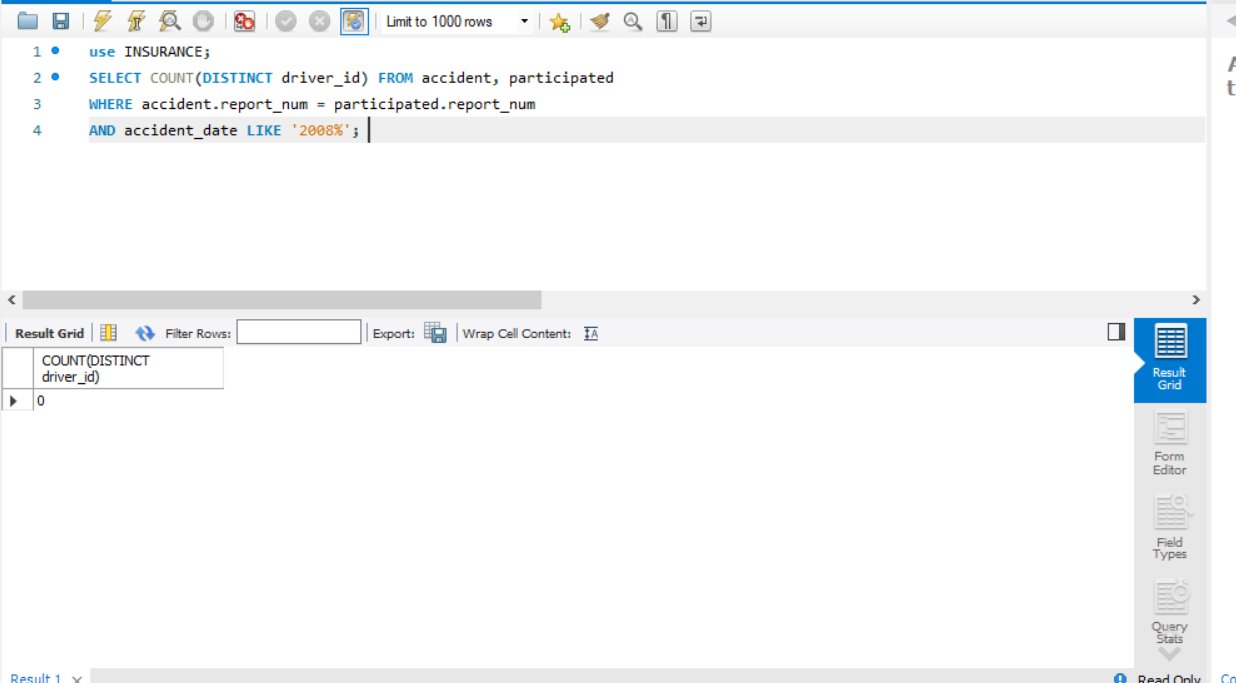 Limit to 1000 rows
1 use INSURANCE;
2 SELECT COUNT(DISTINCT driver_id) FROM accident, participated
3 WHERE accident.report_num = participated.report_num
4 AND accident_date LIKE '2008%';
A
t
Result Grid Filter Rows: Export: Wrap Cell Content: IA
COUNT(DISTINCT
driver_id)
0
Result
Grid
Form
Editor
Field
Types
Query
Stats
Result 1 × Read Only Co